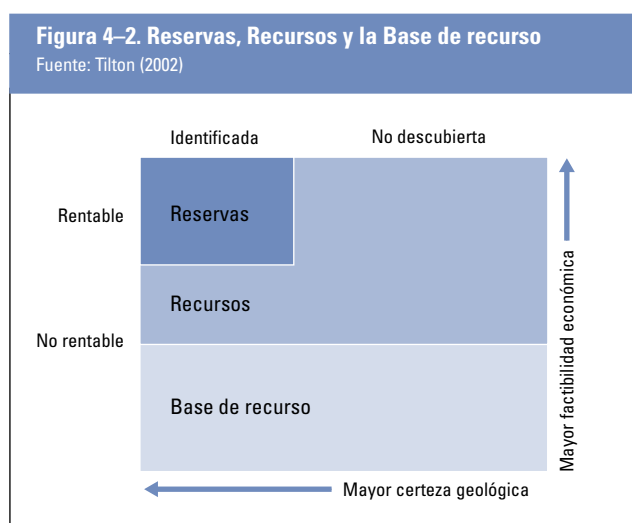 Figura 4–2. Reservas, Recursos y la Base de recurso
Fuente: Tilton (2002)
Identificada
No descubierta
Rentable
Reservas
Recursos
No rentable
Base de recurso
Mayor factibilidad económica
Mayor certeza geológica